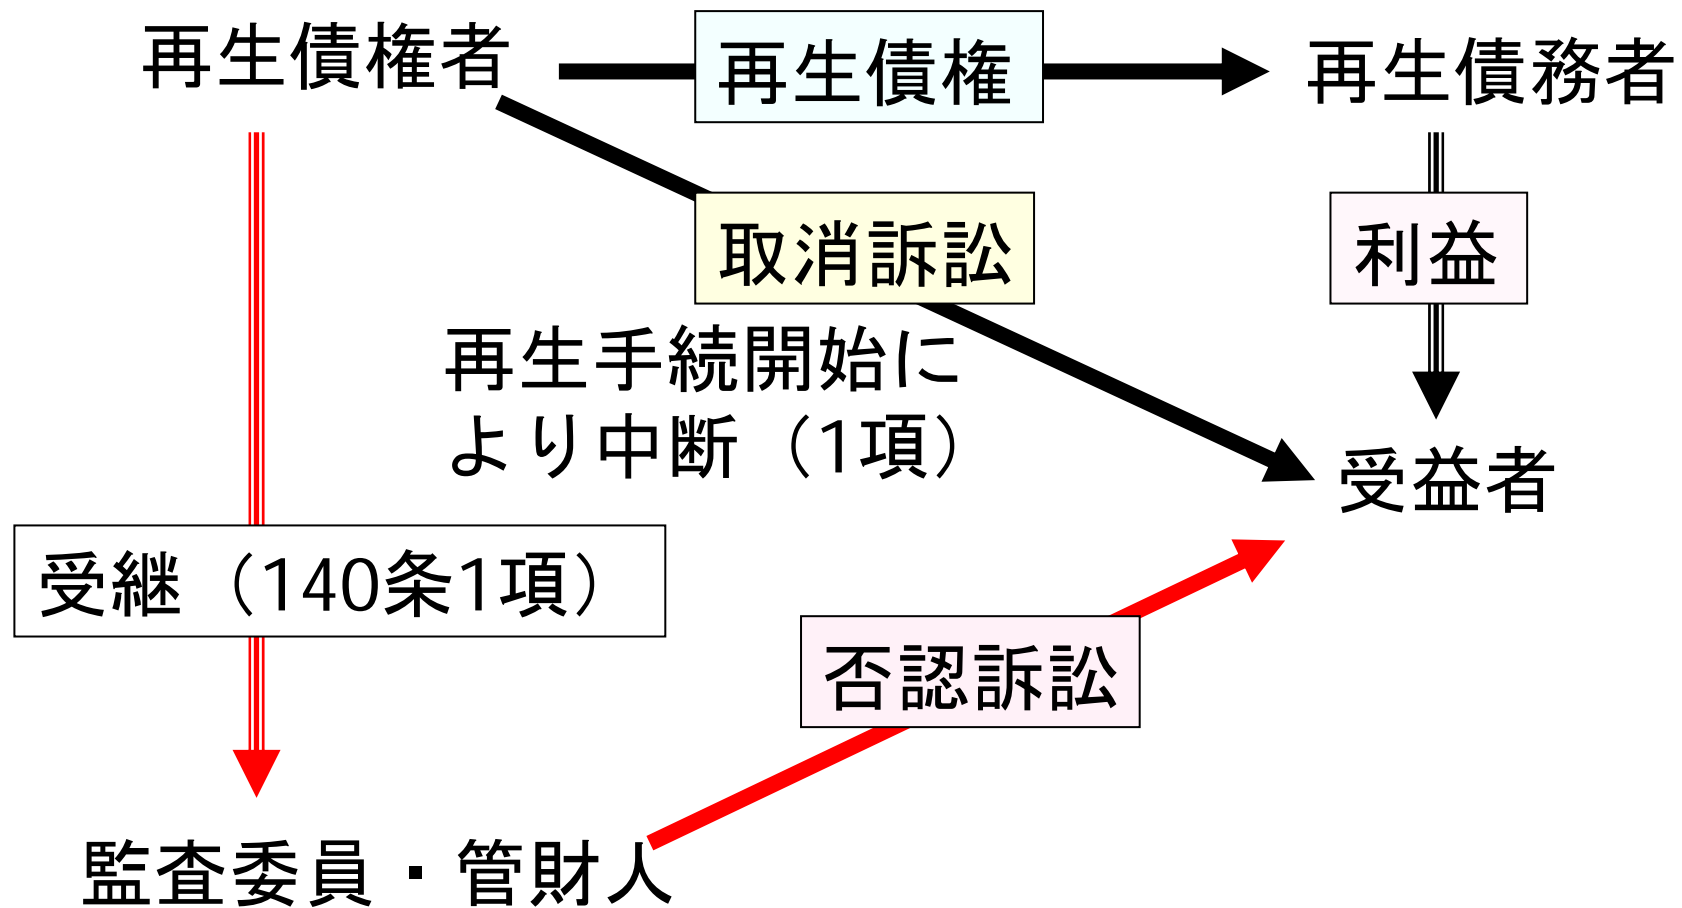 再生債権者
再生債権
再生債務者
取消訴訟
利益
再生手続開始に
より中断（1項）
受益者
受継（140条1項）
否認訴訟
監査委員・管財人